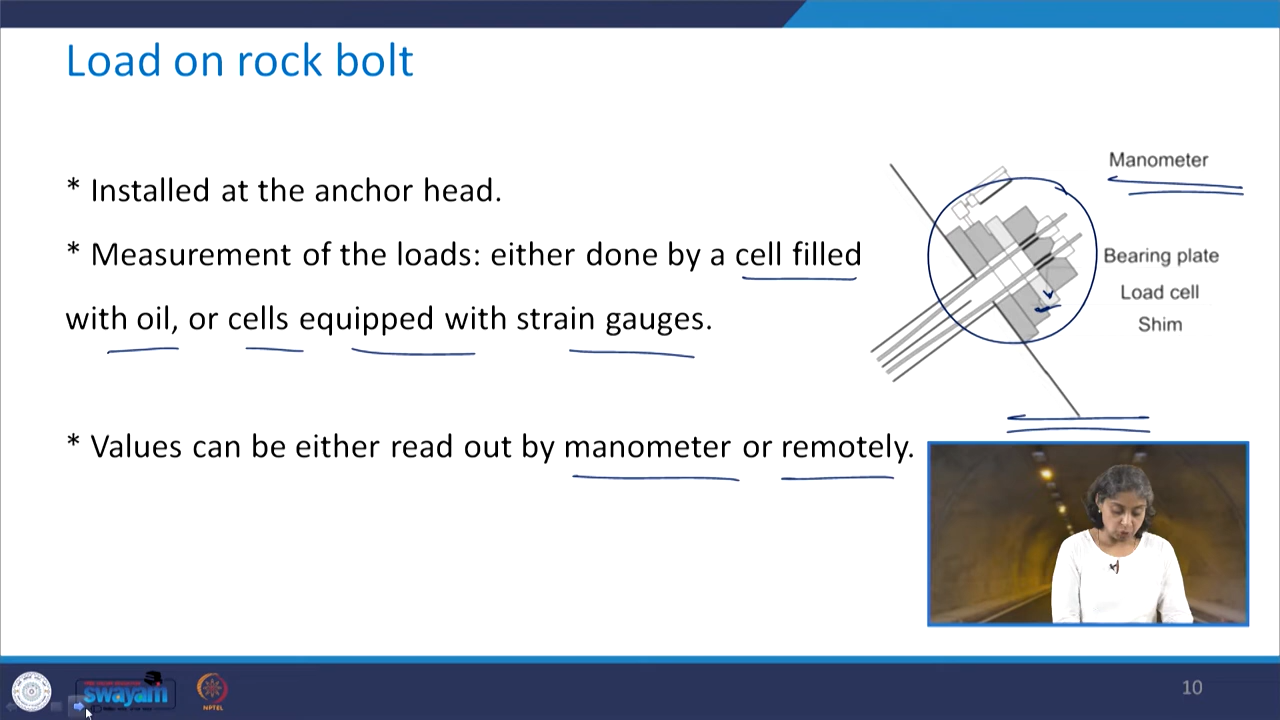 Load on rock bolt
* Installed at the anchor head.
* Measurement of the loads: either done by a cell filled
with oil, or cells equipped with strain gauges.
* Values can be either read out by manometer or remotely.
Manometer
Bearing plate
Load cell
Shim
swayam
NPTEL
10